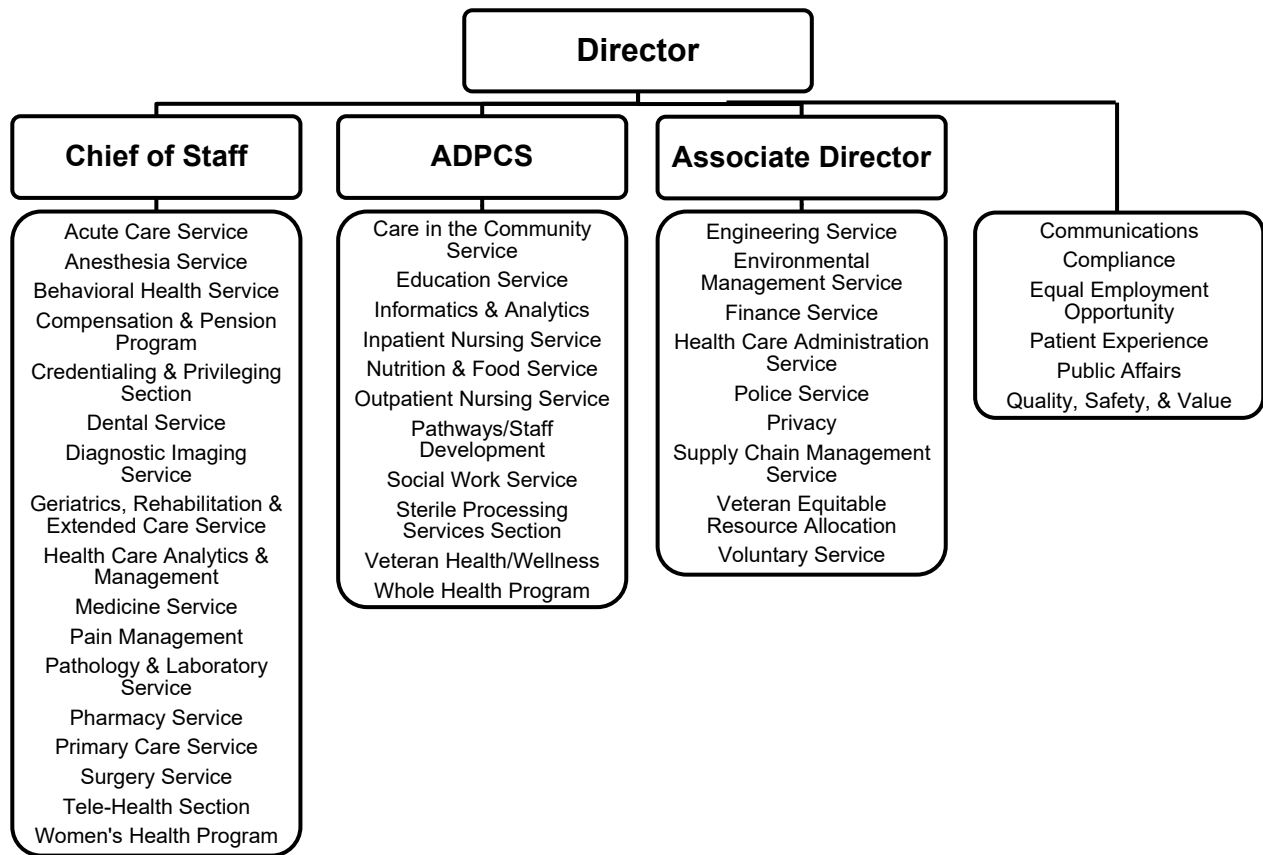 Director
Chief of Staff
Acute Care Service
Anesthesia Service
Behavioral Health Service
Compensation & Pension
Program
Credentialing & Privileging
Section
Dental Service
Diagnostic Imaging
Service
Geriatrics, Rehabilitation &
Extended Care Service
Health Care Analytics &
Management
Medicine Service
Pain Management
Pathology & Laboratory
Service
Pharmacy Service
Primary Care Service
Surgery Service
Tele-Health Section
Women's Health Program
ADPCS
Care in the Community
Service
Education Service
Informatics & Analytics
Inpatient Nursing Service
Nutrition & Food Service
Outpatient Nursing Service
Pathways/Staff
Development
Social Work Service
Sterile Processing
Services Section
Veteran Health/Wellness
Whole Health Program
Associate Director
Engineering Service
Environmental
Management Service
Finance Service
Health Care Administration
Service
Police Service
Privacy
Supply Chain Management
Service
Veteran Equitable
Resource Allocation
Voluntary Service
Communications
Compliance
Equal Employment
Opportunity
Patient Experience
Public Affairs
Quality, Safety, & Value